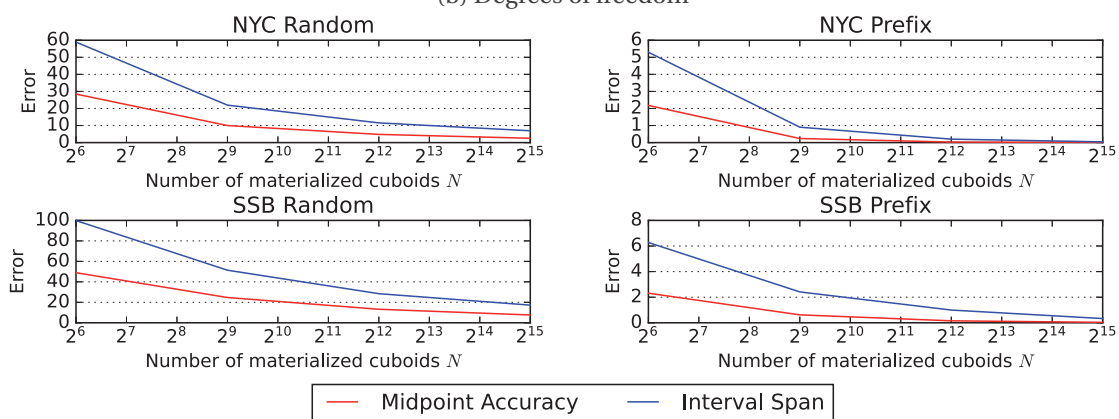 (b) Degrees of freedom
NYC Random
60
50
40
30
20
10
0
Error
2^6 2^7 2^8 2^9 2^10 2^11 2^12 2^13 2^14 2^15
Number of materialized cuboids N
NYC Prefix
6
5
4
3
2
1
0
Error
2^6 2^7 2^8 2^9 2^10 2^11 2^12 2^13 2^14 2^15
Number of materialized cuboids N
SSB Random
100
80
60
40
20
0
Error
2^6 2^7 2^8 2^9 2^10 2^11 2^12 2^13 2^14 2^15
Number of materialized cuboids N
SSB Prefix
8
6
4
2
0
Error
2^6 2^7 2^8 2^9 2^10 2^11 2^12 2^13 2^14 2^15
Number of materialized cuboids N
Midpoint Accuracy Interval Span